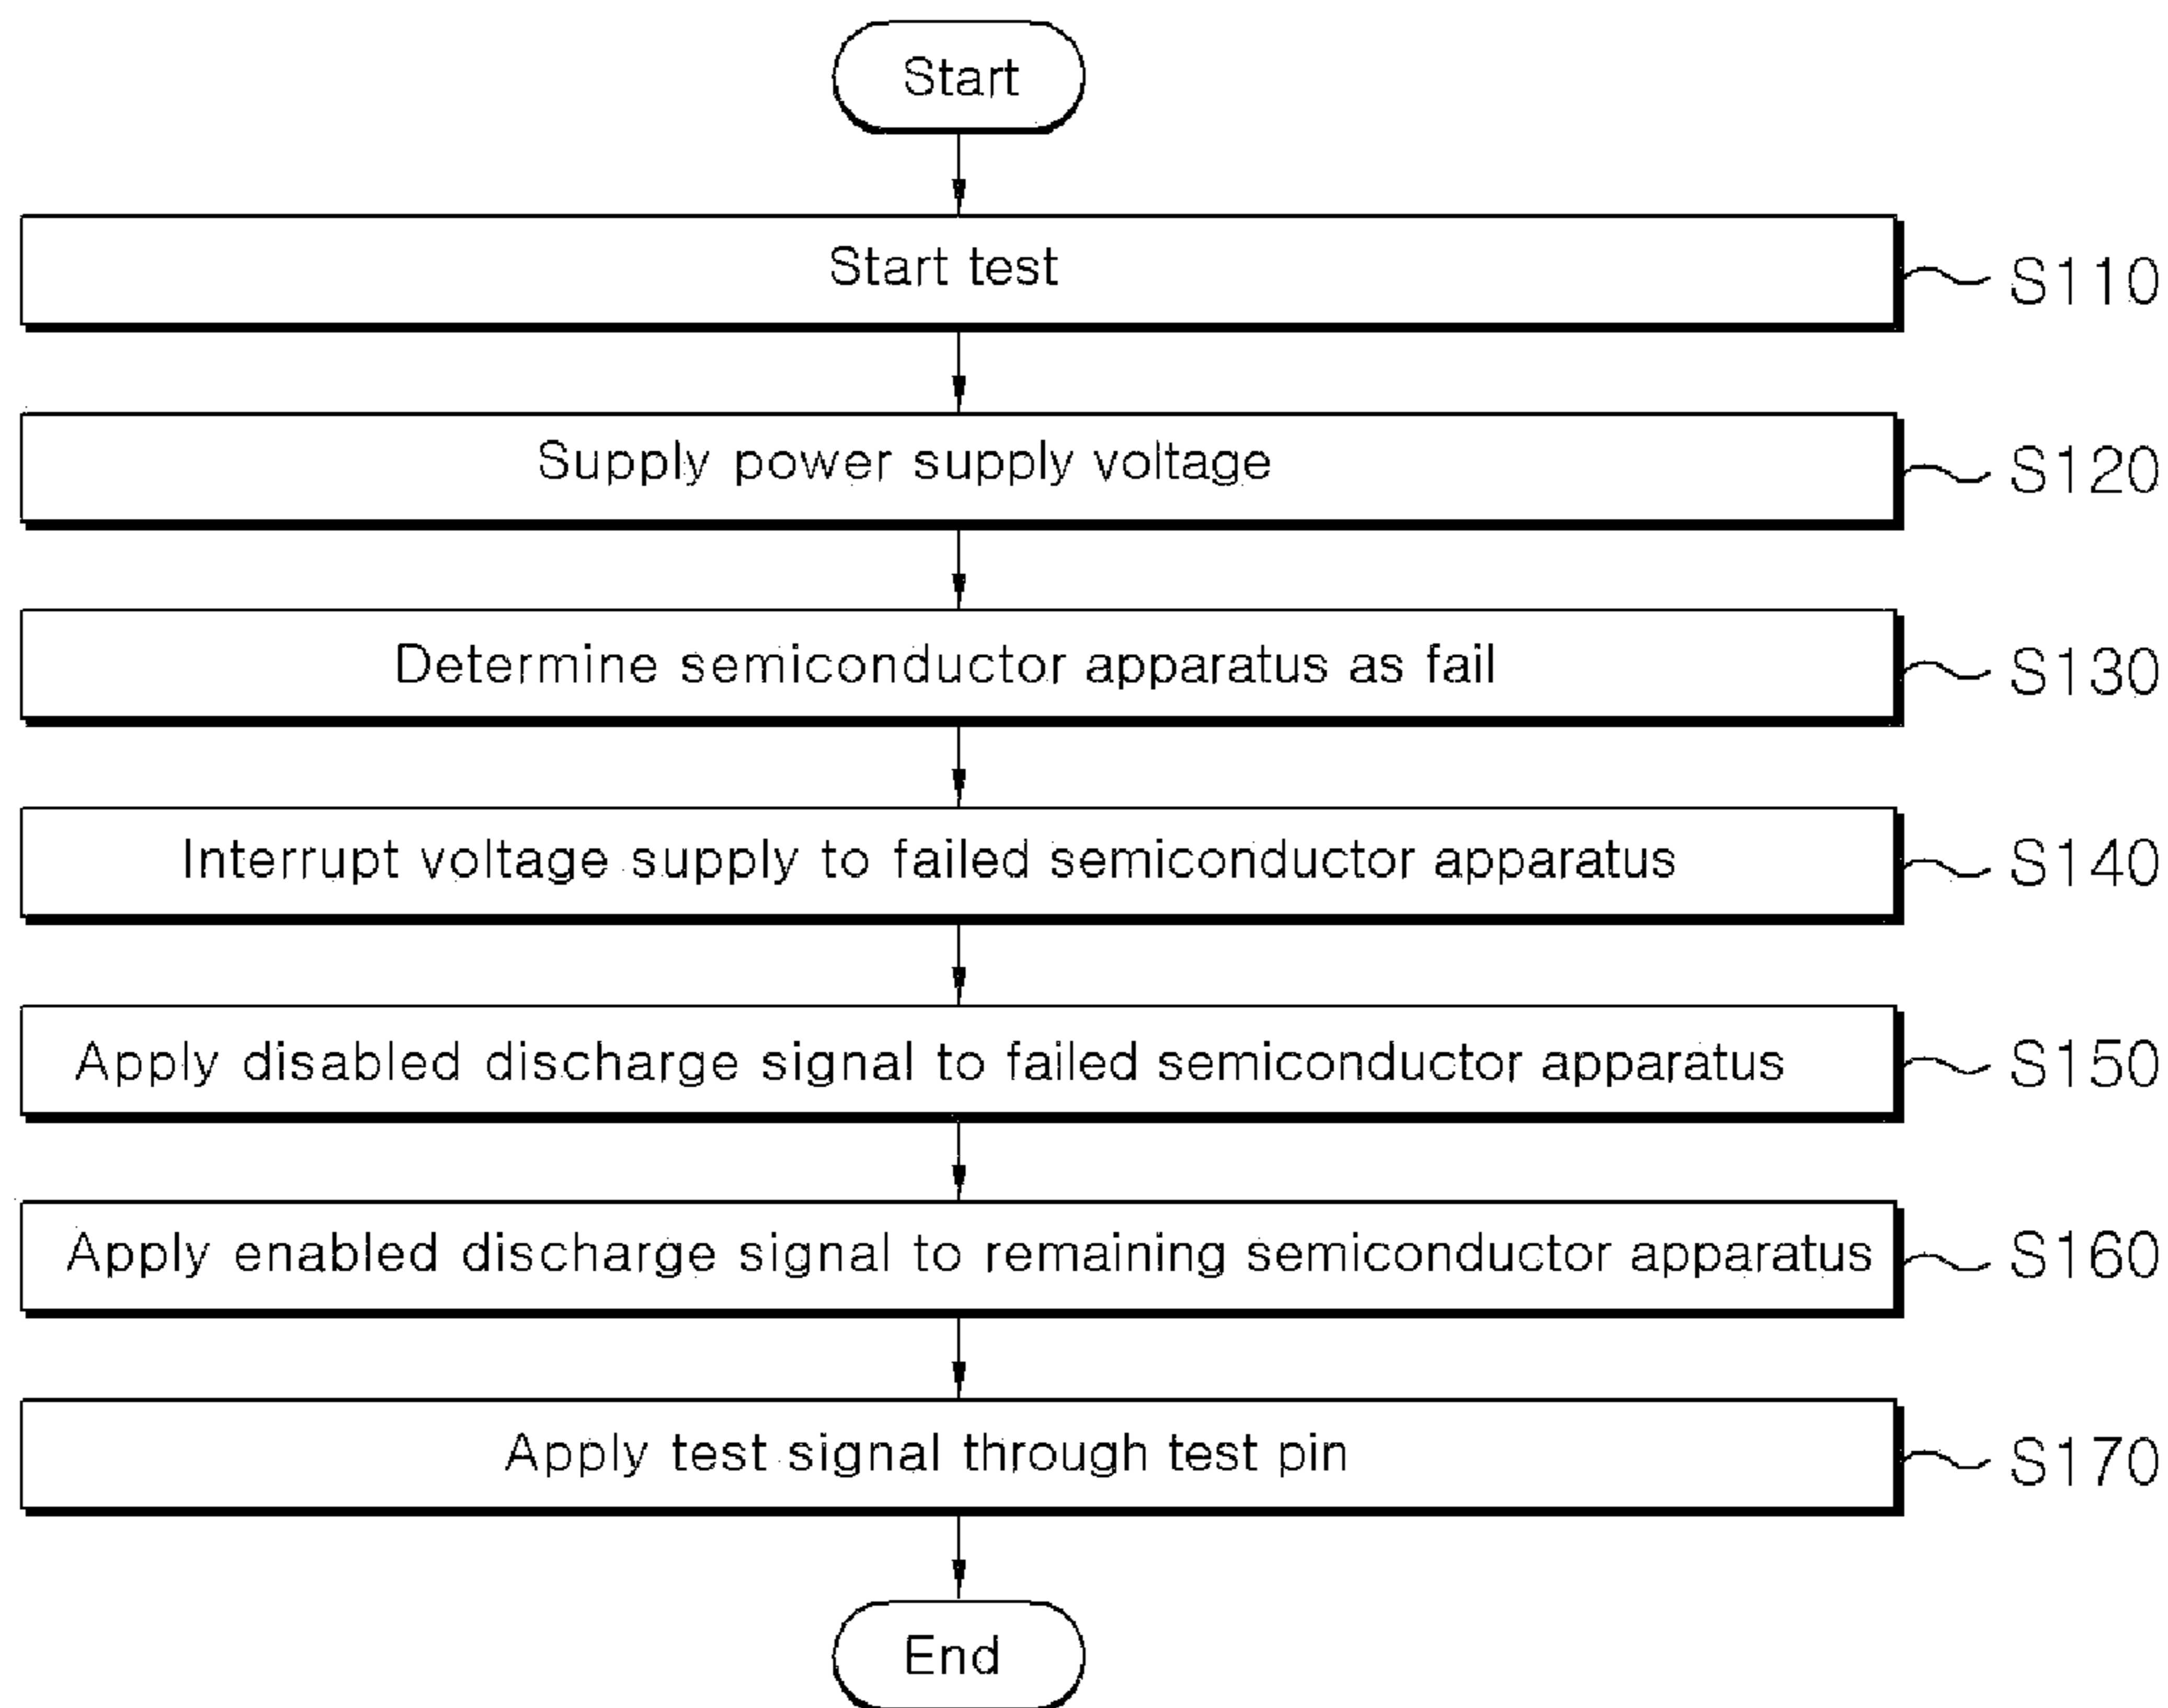 Start
Start test
S110
Supply power supply voltage
S120
Determine semiconductor apparatus as fail
S130
Interrupt voltage supply to failed semiconductor apparatus
S140
Apply disabled discharge signal to failed semiconductor apparatus
S150
Apply enabled discharge signal to remaining semiconductor apparatus
S160
Apply test signal through test pin
S170
End